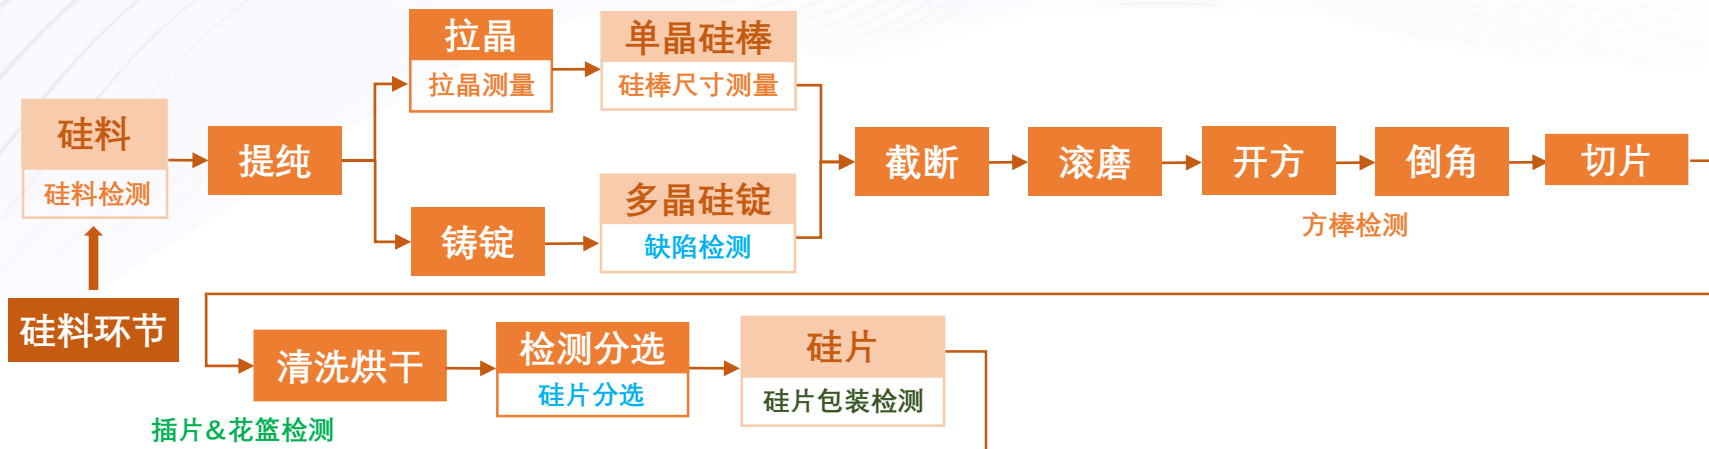 拉晶
拉晶测量
单晶硅棒
硅棒尺寸测量
硅料
硅料检测
提纯
截断
滚磨
开方
倒角
切片
多晶硅锭
缺陷检测
铸锭
方棒检测
硅料环节
清洗烘干
检测分选
硅片分选
硅片
硅片包装检测
插片&花篮检测